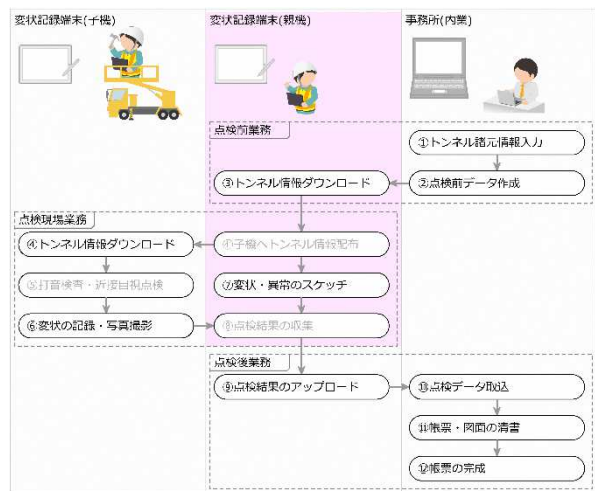 変状記録端末(子機)
変状記録端末(親機)
事務所(内業)
点検前業務
①トンネル諸元情報入力
③トンネル情報ダウンロード
②点検前データ作成
点検現場業務
④トンネル情報ダウンロード
④子機へトンネル情報配布
⑤打音検査・近接目視点検
⑦変状・異常のスケッチ
⑥変状の記録・写真撮影
⑧点検結果の収集
点検後業務
⑨点検結果のアップロード
⑩点検データ取込
⑪帳票・図面の清書
⑫帳票の完成